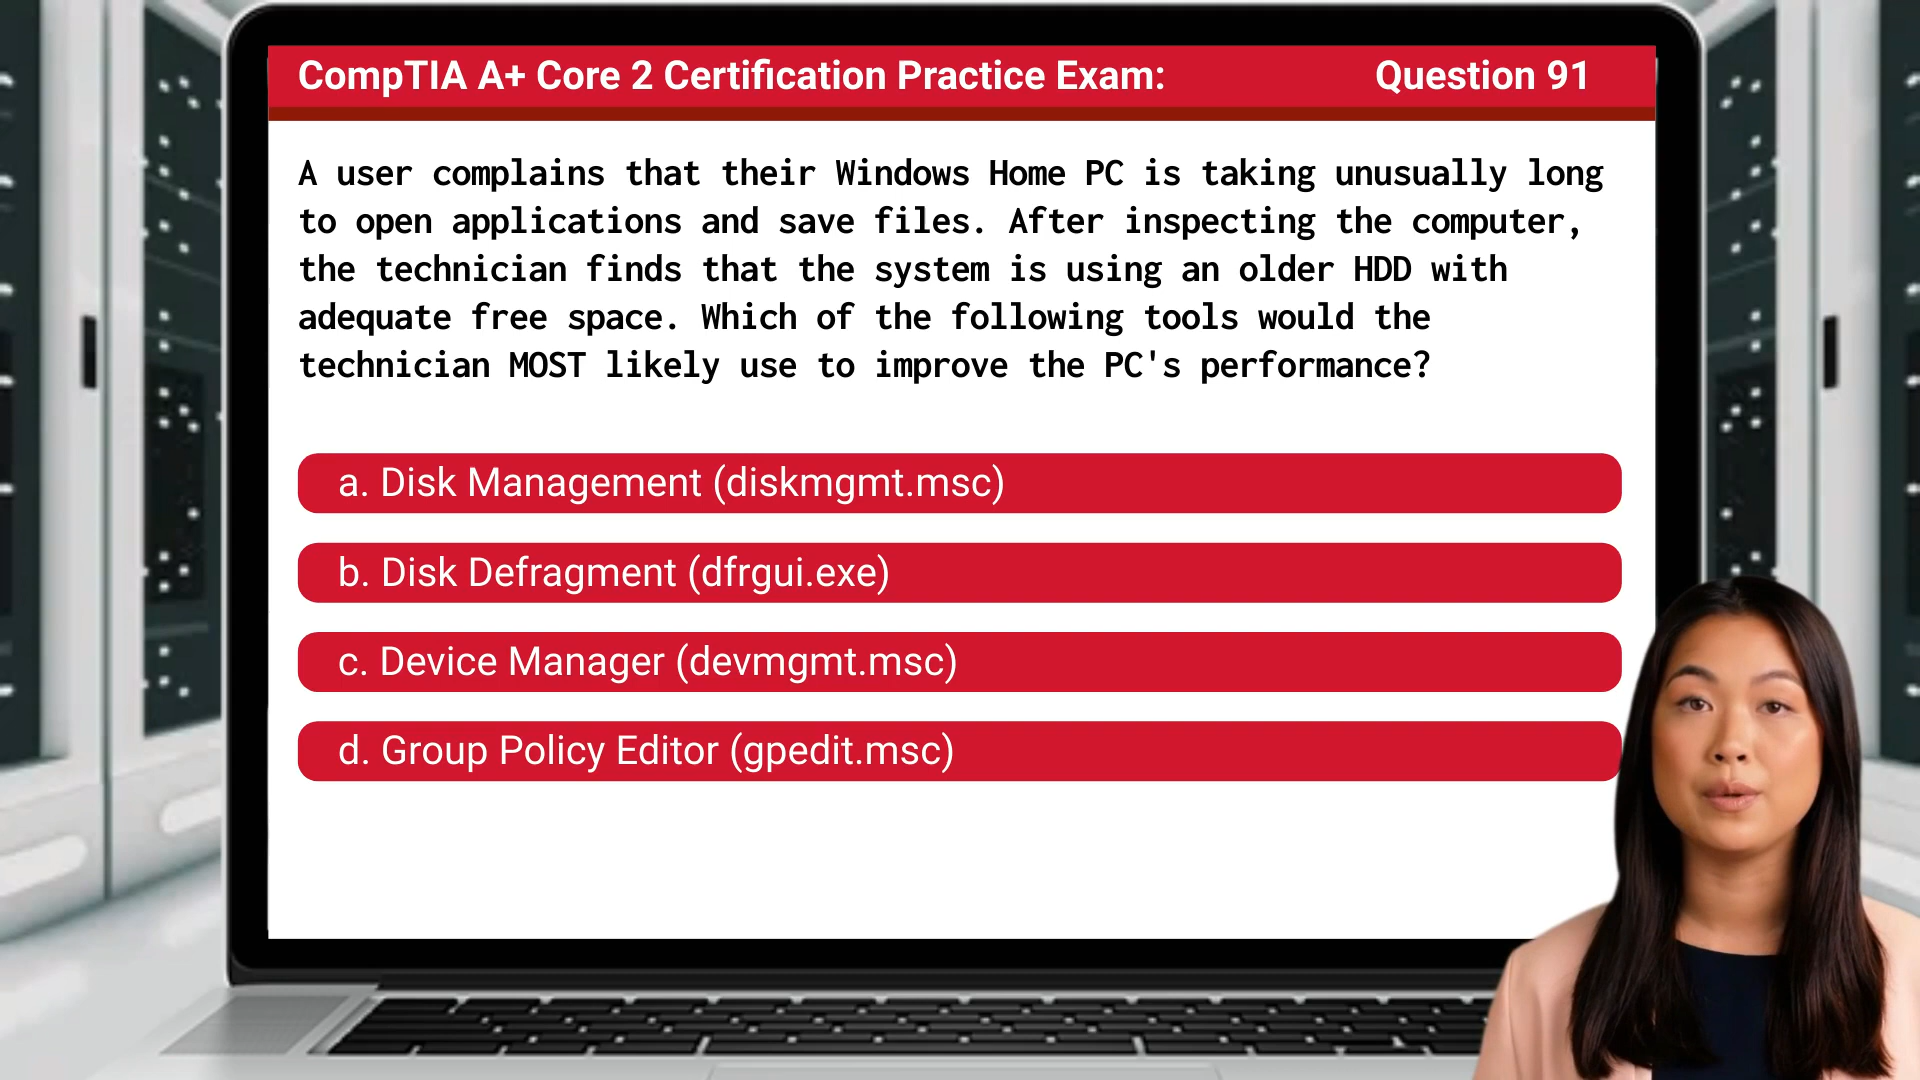 CompTIA A+ Core 2 Certification Practice Exam: Question 91
A user complains that their Windows Home PC is taking unusually long
to open applications and save files. After inspecting the computer,
the technician finds that the system is using an older HDD with
adequate free space. Which of the following tools would the
technician MOST likely use to improve the PC's performance?
a. Disk Management (diskmgmt.msc)
b. Disk Defragment (dfrgui.exe)
c. Device Manager (devmgmt.msc)
d. Group Policy Editor (gpedit.msc)